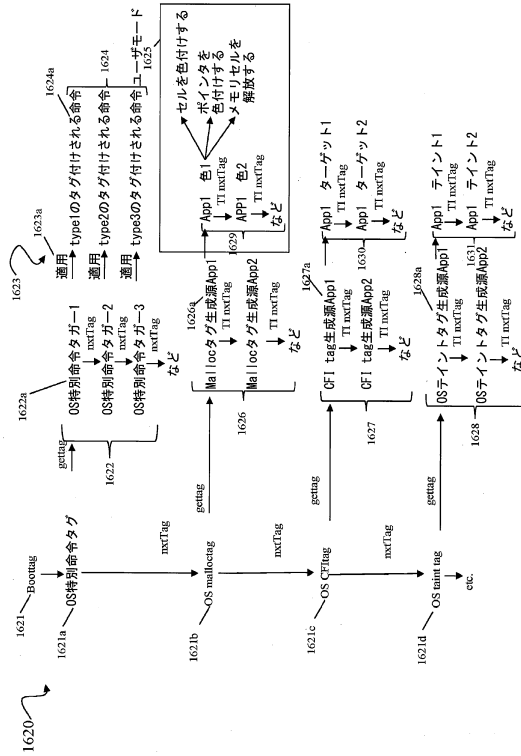 1620
1621
Boottag
1621a
OS特別命令タグ
gettag
1622a
OS特別命令タガー1
nxtTag
OS特別命令タガー2
nxtTag
OS特別命令タガー3
nxtTag
など
1622
1623
1623a
適用
適用
適用
1624a
type1のタグ付けされる命令
type2のタグ付けされる命令
type3のタグ付けされる命令
1624
ユーザモード
1625
nxtTag
1621b
OS malloctag
gettag
1626a
Mallocタグ生成源App1
TI nxtTag
Mallocタグ生成源App2
TI nxtTag
など
1626
App1 色1
TI nxtTag
APP1 色2
TI nxtTag
など
1629
セルを色付けする
ポインタを
色付けする
メモリセルを
解放する
nxtTag
1621c
OS CFItag
gettag
1627a
CFI tag生成源App1
TI nxtTag
CFI tag生成源App2
TI nxtTag
など
1627
App1 ターゲット1
TI nxtTag
App1 ターゲット2
TI nxtTag
など
1630
nxtTag
1621d
OS taint tag
etc.
gettag
1628a
OSテイントタグ生成源App1
TI nxtTag
OSテイントタグ生成源App2
TI nxtTag
など
1628
App1 テイント1
TI nxtTag
App1 テイント2
TI nxtTag
など
1631